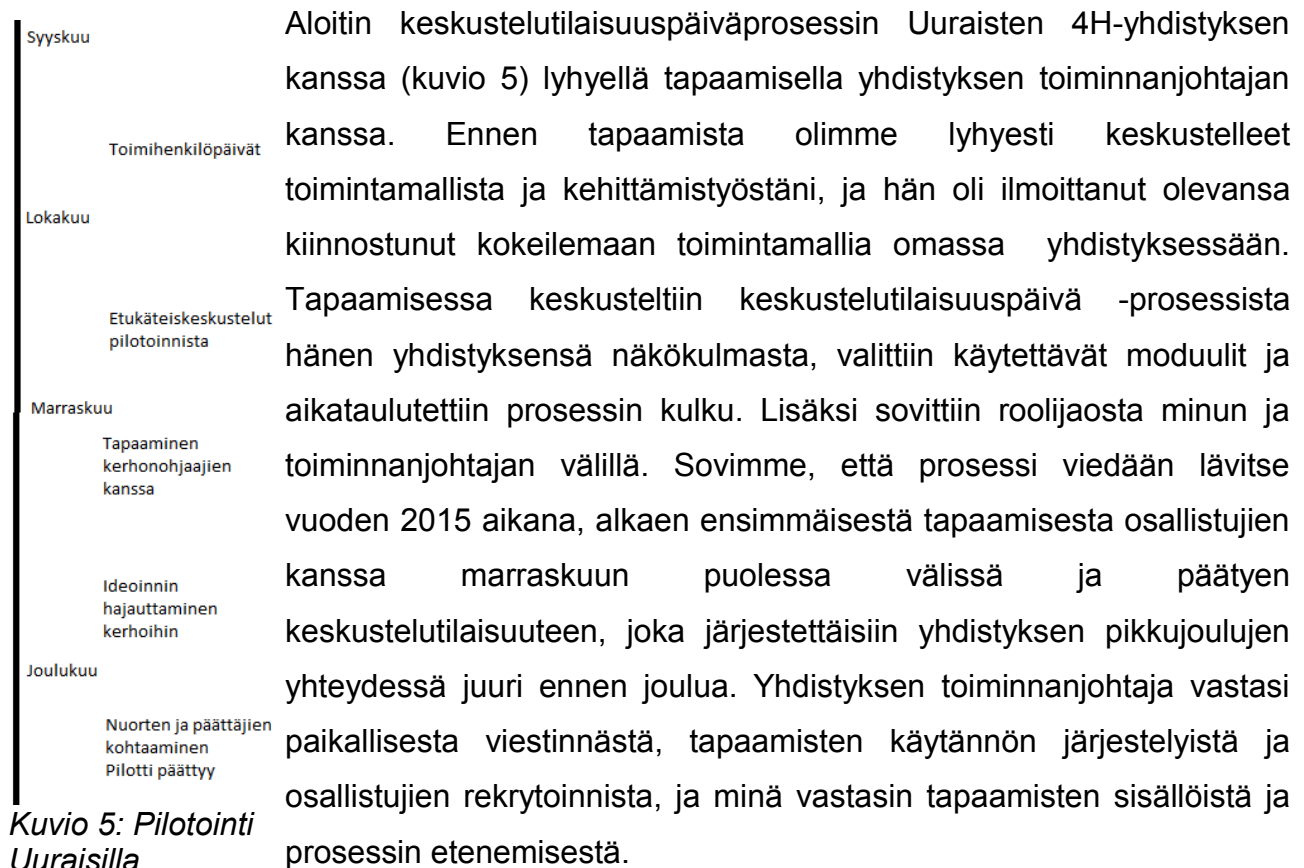 Syyskuu
Toimihenkilöpäivät
Lokakuu
Etukäteiskeskustelut
pilotoinnista
Marraskuu
Tapaaminen
kerhonohjaajien
kanssa
Ideoinnin
hajauttaminen
kerhoihin
Joulukuu
Nuorten ja päättäjien
kohtaaminen
Pilotti päättyy
Kuvio 5: Pilotointi
Uuraisilla
Aloitin keskustelutilaisuuspäiväprosessin Uuraisten 4H-yhdistyksen
kanssa (kuvio 5) lyhyellä tapaamisella yhdistyksen toiminnanjohtajan
kanssa. Ennen tapaamista olimme lyhyesti keskustelleet
toimintamallista ja kehittämistyöstäni, ja hän oli ilmoittanut olevansa
kiinnostunut kokeilemaan toimintamallia omassa yhdistyksessään.
Tapaamisessa keskusteltiin keskustelutilaisuuspäivä -prosessista
hänen yhdistyksensä näkökulmasta, valittiin käytettävät moduulit ja
aikataulutettiin prosessin kulku. Lisäksi sovittiin roolijaosta minun ja
toiminnanjohtajan välillä. Sovimme, että prosessi viedään lävitse
vuoden 2015 aikana, alkaen ensimmäisestä tapaamisesta osallistujien
kanssa marraskuun puolessa välissä ja päätyen
keskustelutilaisuuteen, joka järjestettäisiin yhdistyksen pikkujoulujen
yhteydessä juuri ennen joulua. Yhdistyksen toiminnanjohtaja vastasi
paikallisesta viestinnästä, tapaamisten käytännön järjestelyistä ja
osallistujien rekrytoinnista, ja minä vastasin tapaamisten sisällöistä ja
prosessin etenemisestä.